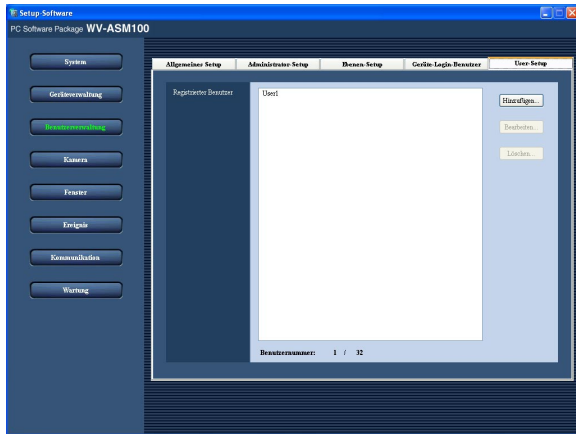 Setup-Software
PC Software Package WV-ASM100
System
Geräteverwaltung
Benutzerverwaltung
Kamera
Fenster
Ereignis
Kommunikation
Wartung
Allgemeiner Setup Administrator-Setup Ebenen-Setup Geräte-Login-Benutzer User-Setup
Registrierter Benutzer
User1
Hinzufügen...
Bearbeiten...
Löschen...
Benutzernummer: 1 / 32